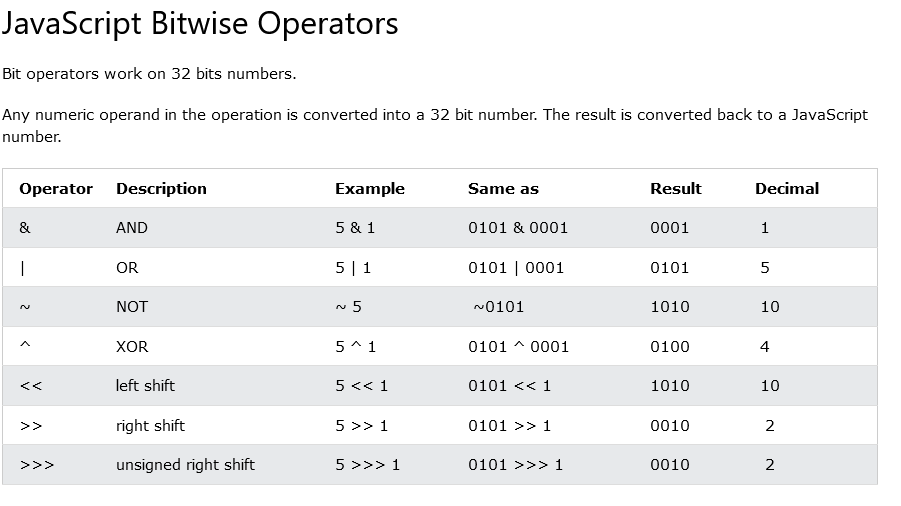 JavaScript Bitwise Operators
Bit operators work on 32 bits numbers.
Any numeric operand in the operation is converted into a 32 bit number. The result is converted back to a JavaScript
number.
Operator Description Example Same as Result Decimal
& AND 5 & 1 0101 & 0001 0001 1
| OR 5 | 1 0101 | 0001 0101 5
~ NOT ~ 5 ~0101 1010 10
^ XOR 5 ^ 1 0101 ^ 0001 0100 4
<< left shift 5 << 1 0101 << 1 1010 10
>> right shift 5 >> 1 0101 >> 1 0010 2
>>> unsigned right shift 5 >>> 1 0101 >>> 1 0010 2